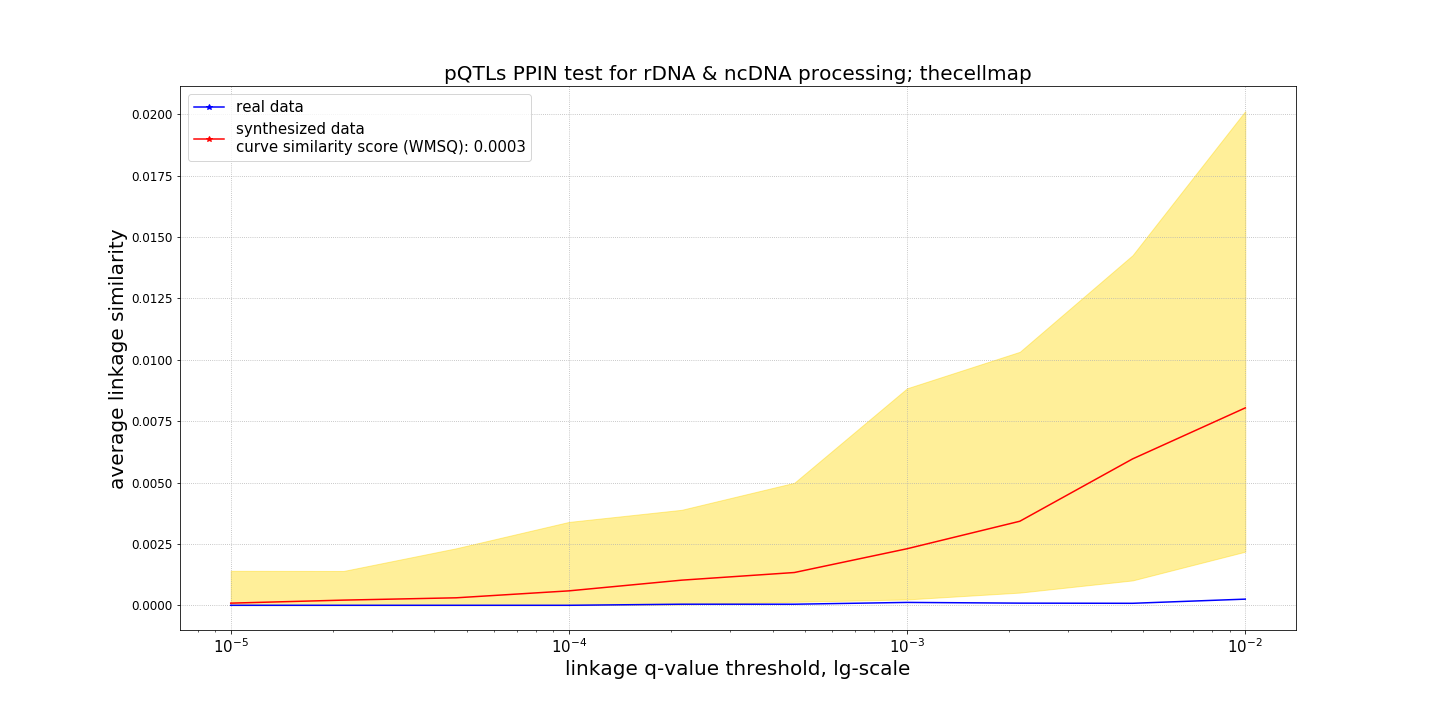 pQTLs PPIN test for rDNA & ncDNA processing; thecellmap
real data
synthesized data
curve similarity score (WMSQ): 0.0003
average linkage similarity
0.0200
0.0175
0.0150
0.0125
0.0100
0.0075
0.0050
0.0025
0.0000
10⁻⁵ 10⁻⁴ 10⁻³ 10⁻²
linkage q-value threshold, lg-scale